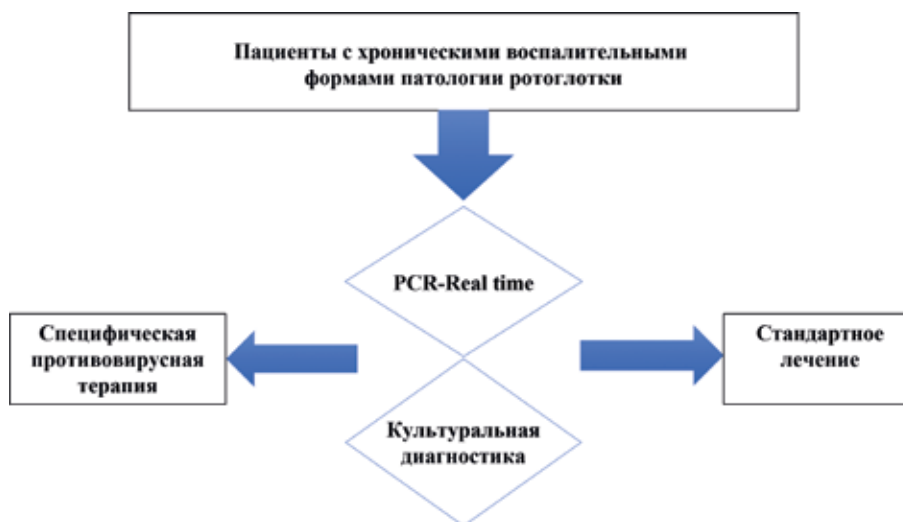 Пациенты с хроническими воспалительными
формами патологии ротоглотки
PCR-Real time
Специфическая
противовирусная
терапия
Стандартное
лечение
Культуральная
диагностика